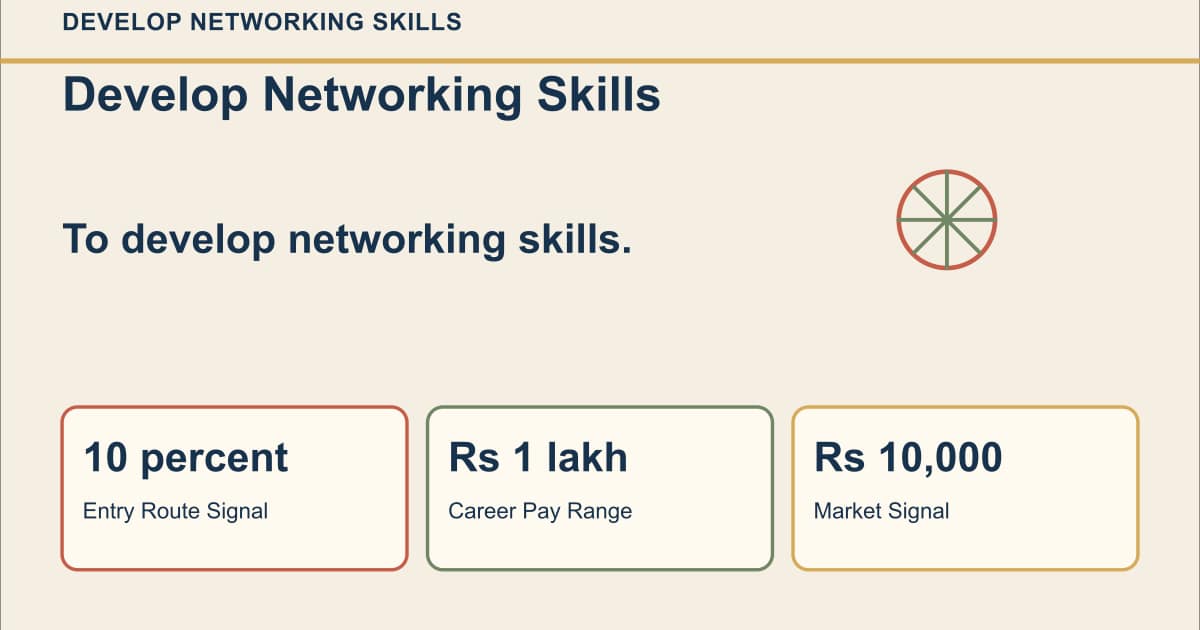 DEVELOP NETWORKING SKILLS
Develop Networking Skills
To develop networking skills.
10 percent
Entry Route Signal
Rs 1 lakh
Career Pay Range
Rs 10,000
Market Signal